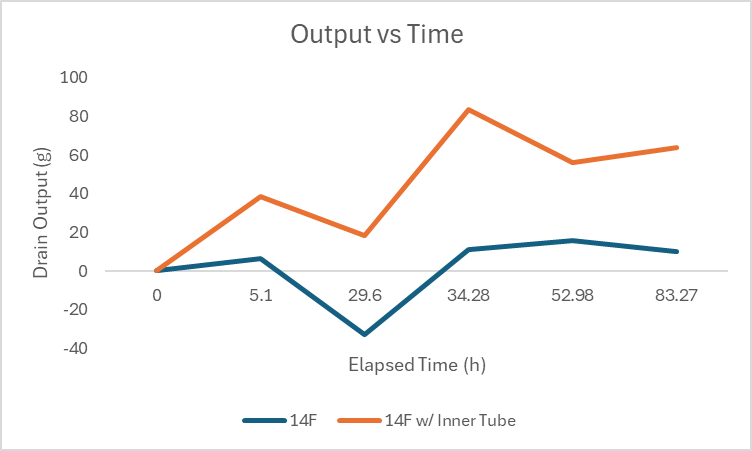 Output vs Time
100
80
60
40
20
0
-20
-40
Drain Output (g)
0 5.1 29.6 34.28 52.98 83.27
Elapsed Time (h)
14F 14F w/ Inner Tube